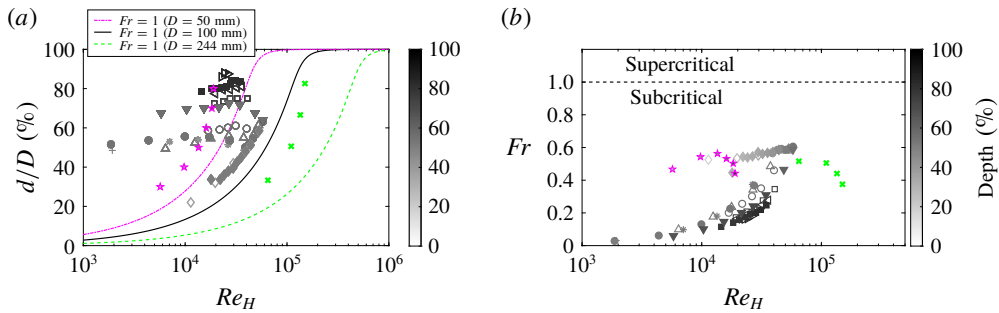 (a)
Fr = 1 (D = 50 mm)
Fr = 1 (D = 100 mm)
Fr = 1 (D = 244 mm)
d/D (%)
100
80
60
40
20
0
10^3
10^4
10^5
10^6
Re_H
100
80
60
40
20
0
(b)
Supercritical
Subcritical
Fr
1.0
0.8
0.6
0.4
0.2
0
10^3
10^4
10^5
Re_H
100
80
60
40
20
0
Depth (%)